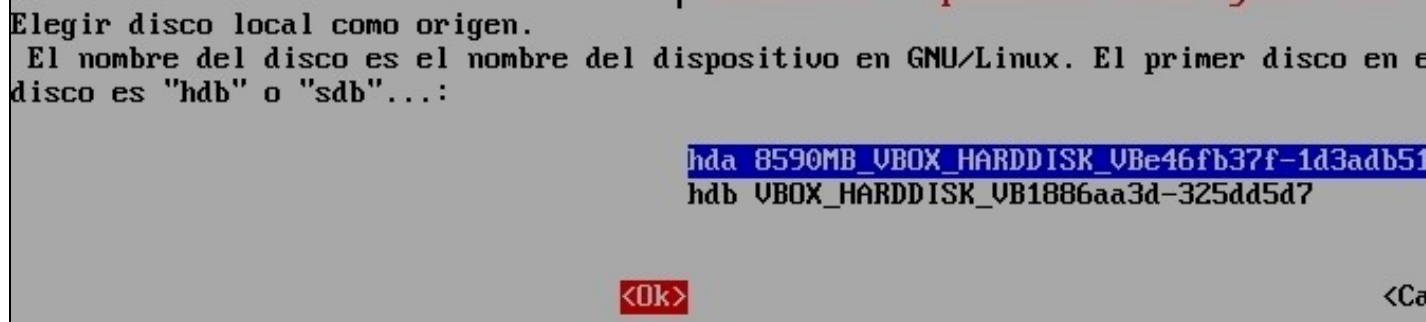 Elegir disco local como origen.
El nombre del disco es el nombre del dispositivo en GNU/Linux. El primer disco en
disco es "hdb" o "sdb"...:
hda 8590MB_VBOX_HARDDISK_VBe46fb37f-1d3adb51
hdb VBOX_HARDDISK_VB1886aa3d-325dd5d7
<Ok>